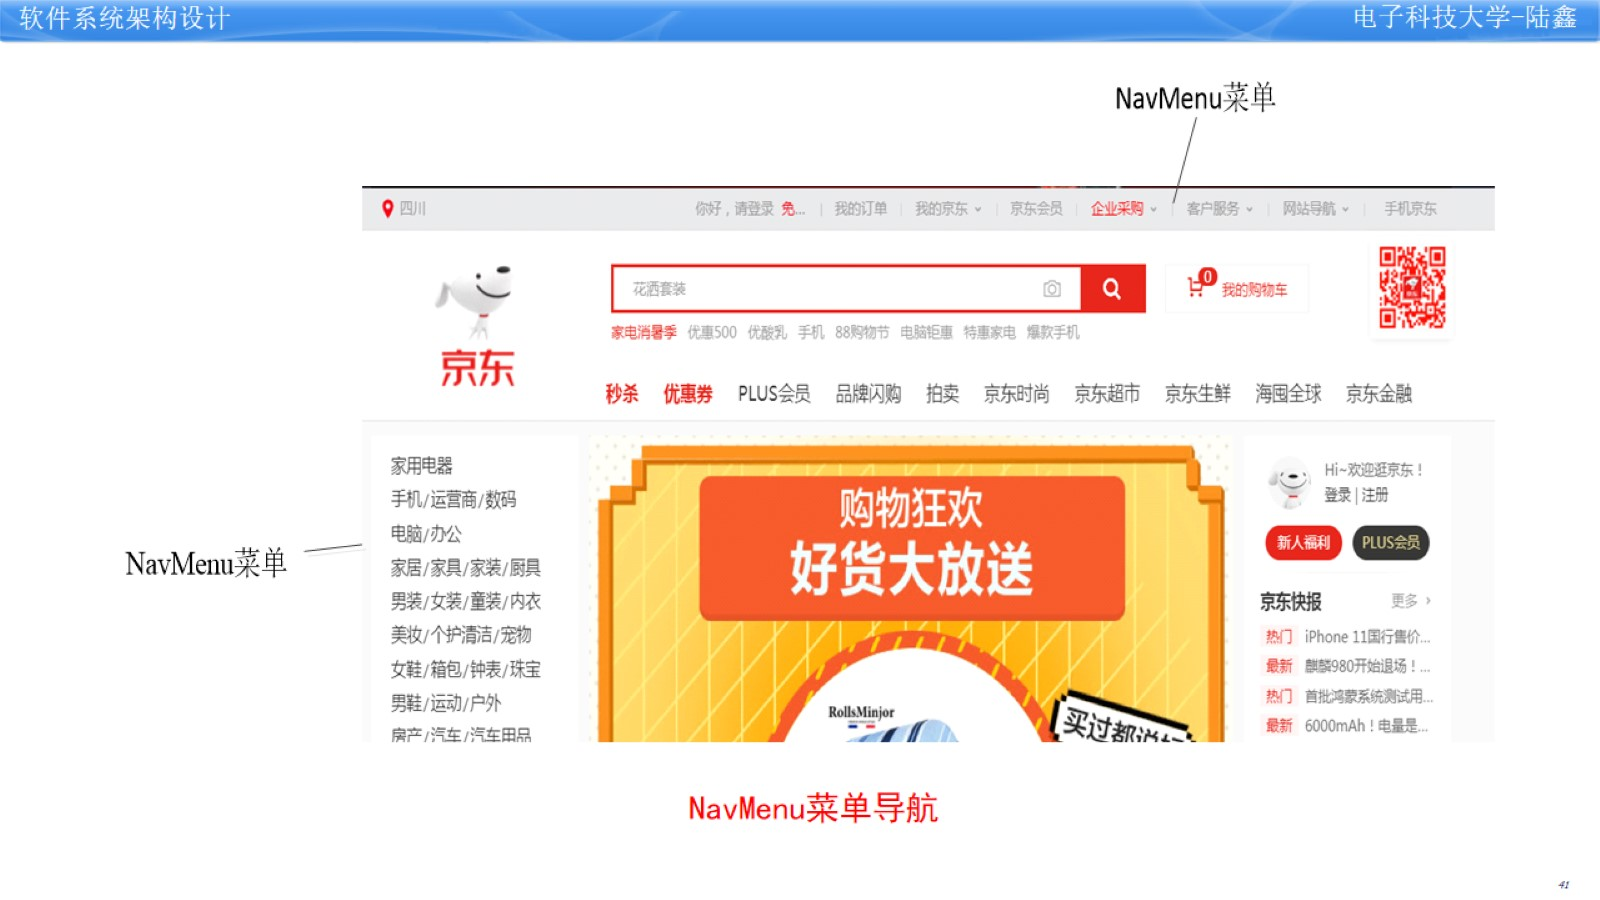 软件系统架构设计
电子科技大学-陆鑫
NavMenu菜单
四川 你好，请登录 免... 我的订单 我的京东 京东会员 企业采购 客户服务 网站导航 手机京东
花洒套装
0 我的购物车
家电消暑季 优惠500 优酸乳 手机 88购物节 电脑钜惠 特惠家电 爆款手机
京东
秒杀 优惠券 PLUS会员 品牌闪购 拍卖 京东时尚 京东超市 京东生鲜 海囤全球 京东金融
家用电器
手机/运营商/数码
电脑/办公
家居/家具/家装/厨具
男装/女装/童装/内衣
美妆/个护清洁/宠物
女鞋/箱包/钟表/珠宝
男鞋/运动/户外
房产/汽车/汽车用品
NavMenu菜单
购物狂欢
好货大放送
RollsMinjor
买过都说好
Hi~欢迎逛京东！
登录 | 注册
新人福利 PLUS会员
京东快报 更多 ›
热门 iPhone 11国行售价...
最新 麒麟980开始退场！...
热门 首批鸿蒙系统测试用...
最新 6000mAh！电量是...
NavMenu菜单导航
41